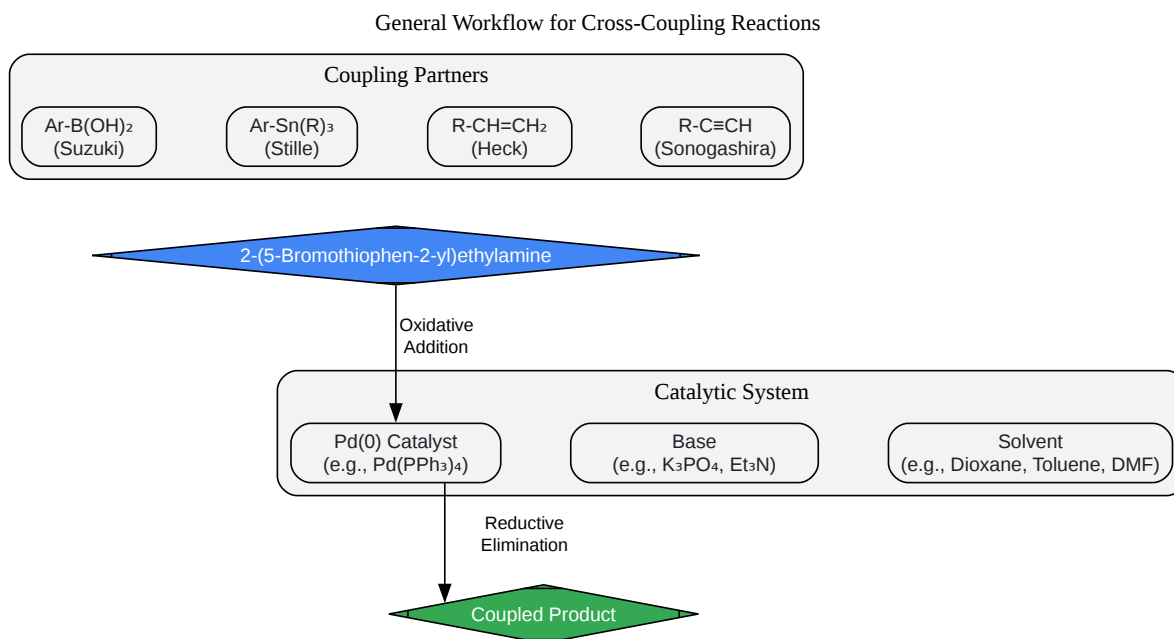 General Workflow for Cross-Coupling Reactions
Coupling Partners
Ar-B(OH)₂
(Suzuki)
Ar-Sn(R)₃
(Stille)
R-CH=CH₂
(Heck)
R-C≡CH
(Sonogashira)
2-(5-Bromothiophen-2-yl)ethylamine
Oxidative
Addition
Catalytic System
Pd(0) Catalyst
(e.g., Pd(PPh₃)₄)
Base
(e.g., K₃PO₄, Et₃N)
Solvent
(e.g., Dioxane, Toluene, DMF)
Reductive
Elimination
Coupled Product